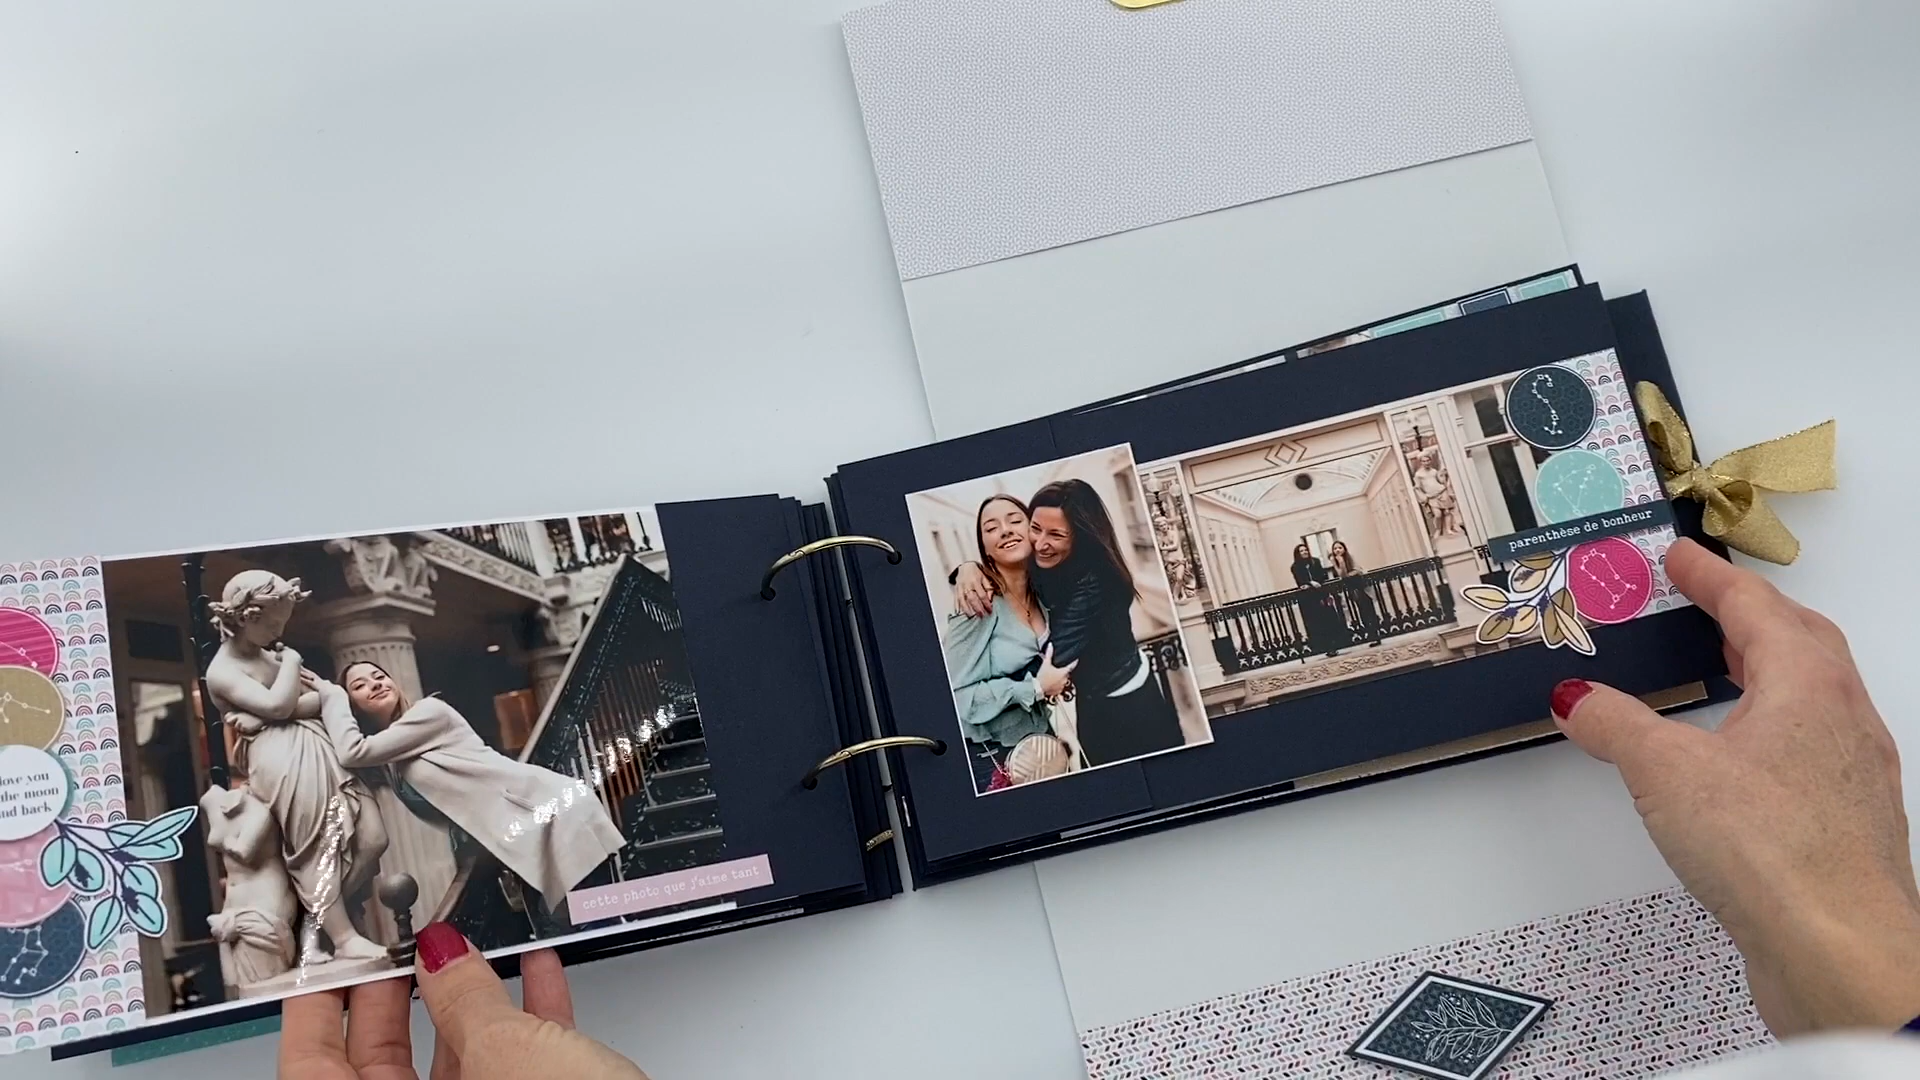 love you
the moon
and back
cette photo que j'aime tant
parenthèse de bonheur